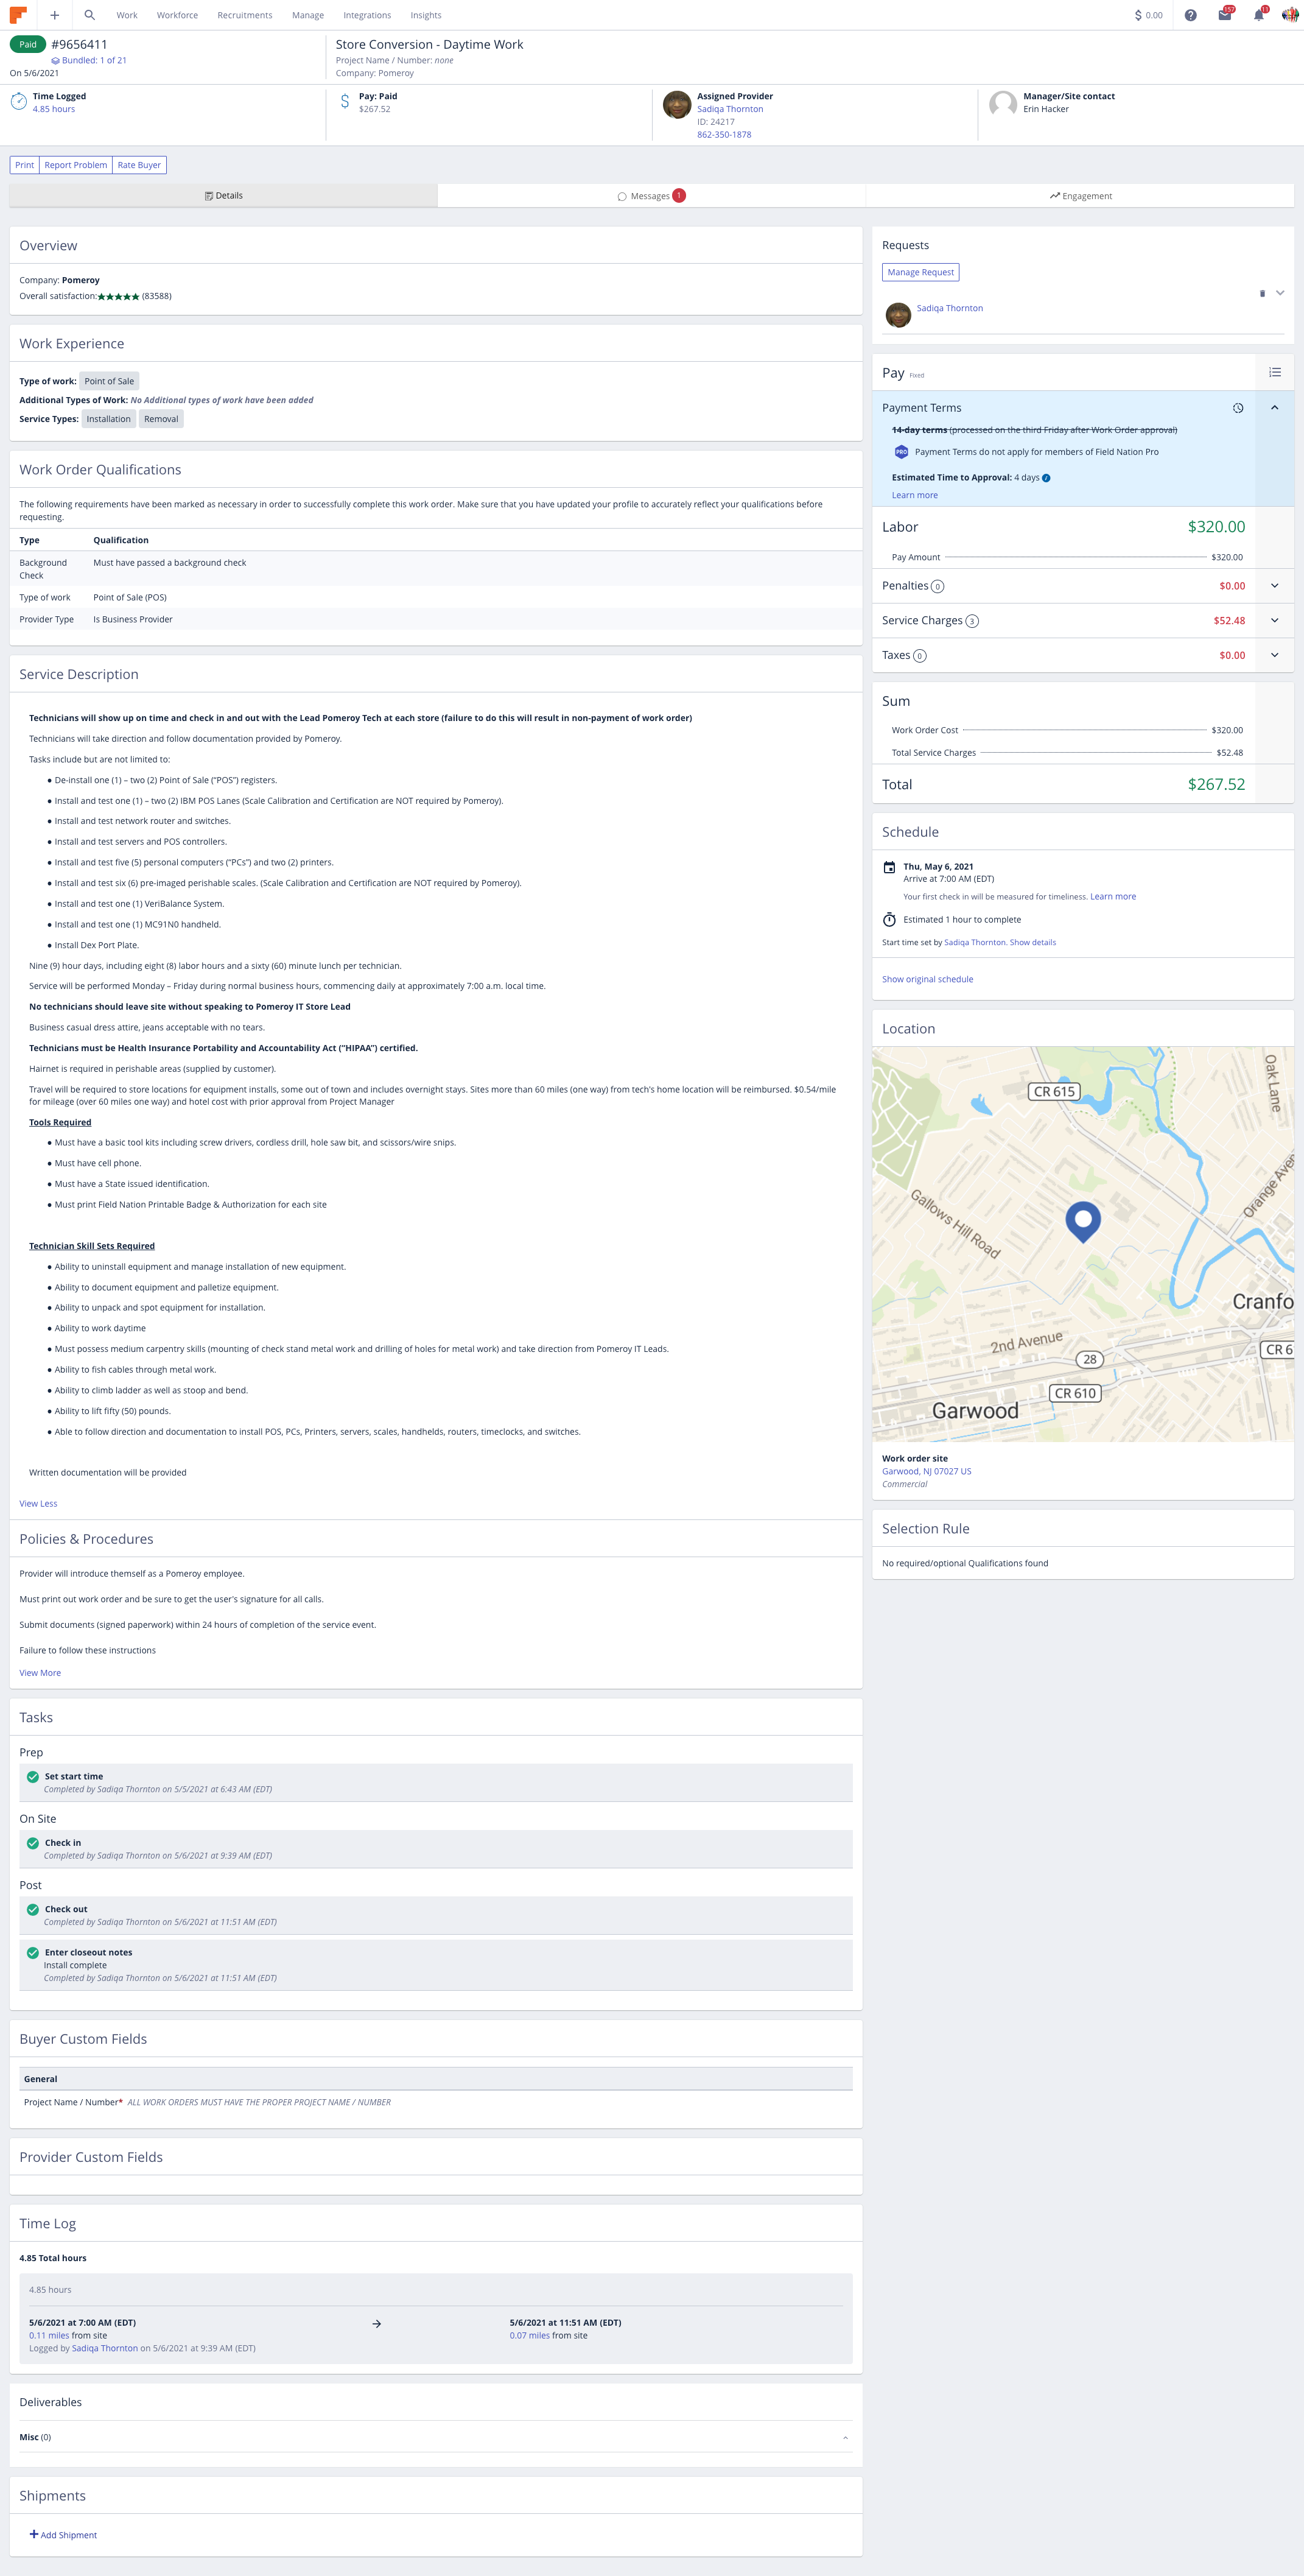 Work Workforce Recruitments Manage Integrations Insights
$ 0.00 157 11
Paid #9656411
Bundled: 1 of 21
On 5/6/2021
Store Conversion - Daytime Work
Project Name / Number: none
Company: Pomeroy
Time Logged
4.85 hours
Pay: Paid
$267.52
Assigned Provider
Sadiqa Thornton
ID: 24217
862-350-1878
Manager/Site contact
Erin Hacker
Print Report Problem Rate Buyer
Details Messages 1 Engagement
Overview
Company: Pomeroy
Overall satisfaction:★★★★★ (83588)
Work Experience
Type of work: Point of Sale
Additional Types of Work: No Additional types of work have been added
Service Types: Installation Removal
Work Order Qualifications
The following requirements have been marked as necessary in order to successfully complete this work order. Make sure that you have updated your profile to accurately reflect your qualifications before
requesting.
Type Qualification
Background Check Must have passed a background check
Type of work Point of Sale (POS)
Provider Type Is Business Provider
Service Description
Technicians will show up on time and check in and out with the Lead Pomeroy Tech at each store (failure to do this will result in non-payment of work order)
Technicians will take direction and follow documentation provided by Pomeroy.
Tasks include but are not limited to:
● De-install one (1) – two (2) Point of Sale (“POS”) registers.
● Install and test one (1) – two (2) IBM POS Lanes (Scale Calibration and Certification are NOT required by Pomeroy).
● Install and test network router and switches.
● Install and test servers and POS controllers.
● Install and test five (5) personal computers (“PCs”) and two (2) printers.
● Install and test six (6) pre-imaged perishable scales. (Scale Calibration and Certification are NOT required by Pomeroy).
● Install and test one (1) VeriBalance System.
● Install and test one (1) MC91N0 handheld.
● Install Dex Port Plate.
Nine (9) hour days, including eight (8) labor hours and a sixty (60) minute lunch per technician.
Service will be performed Monday – Friday during normal business hours, commencing daily at approximately 7:00 a.m. local time.
No technicians should leave site without speaking to Pomeroy IT Store Lead
Business casual dress attire, jeans acceptable with no tears.
Technicians must be Health Insurance Portability and Accountability Act (“HIPAA”) certified.
Hairnet is required in perishable areas (supplied by customer).
Travel will be required to store locations for equipment installs, some out of town and includes overnight stays. Sites more than 60 miles (one way) from tech's home location will be reimbursed. $0.54/mile
for mileage (over 60 miles one way) and hotel cost with prior approval from Project Manager
Tools Required
● Must have a basic tool kits including screw drivers, cordless drill, hole saw bit, and scissors/wire snips.
● Must have cell phone.
● Must have a State issued identification.
● Must print Field Nation Printable Badge & Authorization for each site
Technician Skill Sets Required
● Ability to uninstall equipment and manage installation of new equipment.
● Ability to document equipment and palletize equipment.
● Ability to unpack and spot equipment for installation.
● Ability to work daytime
● Must possess medium carpentry skills (mounting of check stand metal work and drilling of holes for metal work) and take direction from Pomeroy IT Leads.
● Ability to fish cables through metal work.
● Ability to climb ladder as well as stoop and bend.
● Ability to lift fifty (50) pounds.
● Able to follow direction and documentation to install POS, PCs, Printers, servers, scales, handhelds, routers, timeclocks, and switches.
Written documentation will be provided
View Less
Policies & Procedures
Provider will introduce themself as a Pomeroy employee.
Must print out work order and be sure to get the user's signature for all calls.
Submit documents (signed paperwork) within 24 hours of completion of the service event.
Failure to follow these instructions
View More
Tasks
Prep
Set start time
Completed by Sadiqa Thornton on 5/5/2021 at 6:43 AM (EDT)
On Site
Check in
Completed by Sadiqa Thornton on 5/6/2021 at 9:39 AM (EDT)
Post
Check out
Completed by Sadiqa Thornton on 5/6/2021 at 11:51 AM (EDT)
Enter closeout notes
Install complete
Completed by Sadiqa Thornton on 5/6/2021 at 11:51 AM (EDT)
Buyer Custom Fields
General
Project Name / Number* ALL WORK ORDERS MUST HAVE THE PROPER PROJECT NAME / NUMBER
Provider Custom Fields
Time Log
4.85 Total hours
4.85 hours
5/6/2021 at 7:00 AM (EDT) 5/6/2021 at 11:51 AM (EDT)
0.11 miles from site 0.07 miles from site
Logged by Sadiqa Thornton on 5/6/2021 at 9:39 AM (EDT)
Deliverables
Misc (0)
Shipments
Add Shipment
Requests
Manage Request
Sadiqa Thornton
Pay Fixed
Payment Terms
14-day terms (processed on the third Friday after Work Order approval)
PRO Payment Terms do not apply for members of Field Nation Pro
Estimated Time to Approval: 4 days
Learn more
Labor $320.00
Pay Amount $320.00
Penalties 0 $0.00
Service Charges 3 $52.48
Taxes 0 $0.00
Sum
Work Order Cost $320.00
Total Service Charges $52.48
Total $267.52
Schedule
Thu, May 6, 2021
Arrive at 7:00 AM (EDT)
Your first check in will be measured for timeliness. Learn more
Estimated 1 hour to complete
Start time set by Sadiqa Thornton. Show details
Show original schedule
Location
CR 615
Oak Lane
Orange Aven
Gallows Hill Road
Cranfo
2nd Avenue
CR 6
28
CR 610
Garwood
Work order site
Garwood, NJ 07027 US
Commercial
Selection Rule
No required/optional Qualifications found